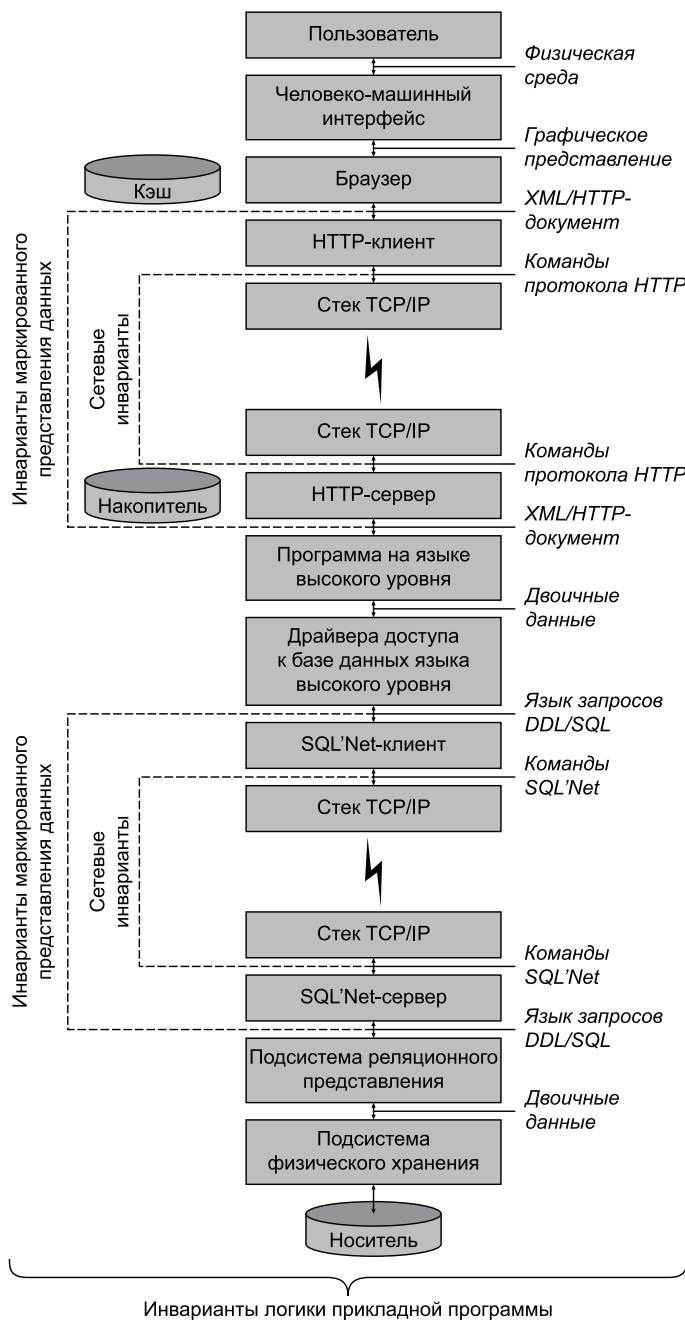 Пользователь
Физическая
среда
Человеко-машинный
интерфейс
Графическое
представление
Кэш
Браузер
XML/HTTP-
документ
HTTP-клиент
Команды
протокола HTTP
Стек TCP/IP
Инварианты маркированного
представления данных
Сетевые
инварианты
Стек TCP/IP
Команды
протокола HTTP
Накопитель
HTTP-сервер
XML/HTTP-
документ
Программа на языке
высокого уровня
Двоичные
данные
Драйвера доступа
к базе данных языка
высокого уровня
Язык запросов
DDL/SQL
SQL’Net-клиент
Команды
SQL’Net
Стек TCP/IP
Инварианты маркированного
представления данных
Сетевые
инварианты
Стек TCP/IP
Команды
SQL’Net
SQL’Net-сервер
Язык запросов
DDL/SQL
Подсистема реляционного
представления
Двоичные
данные
Подсистема
физического хранения
Носитель
Инварианты логики прикладной программы